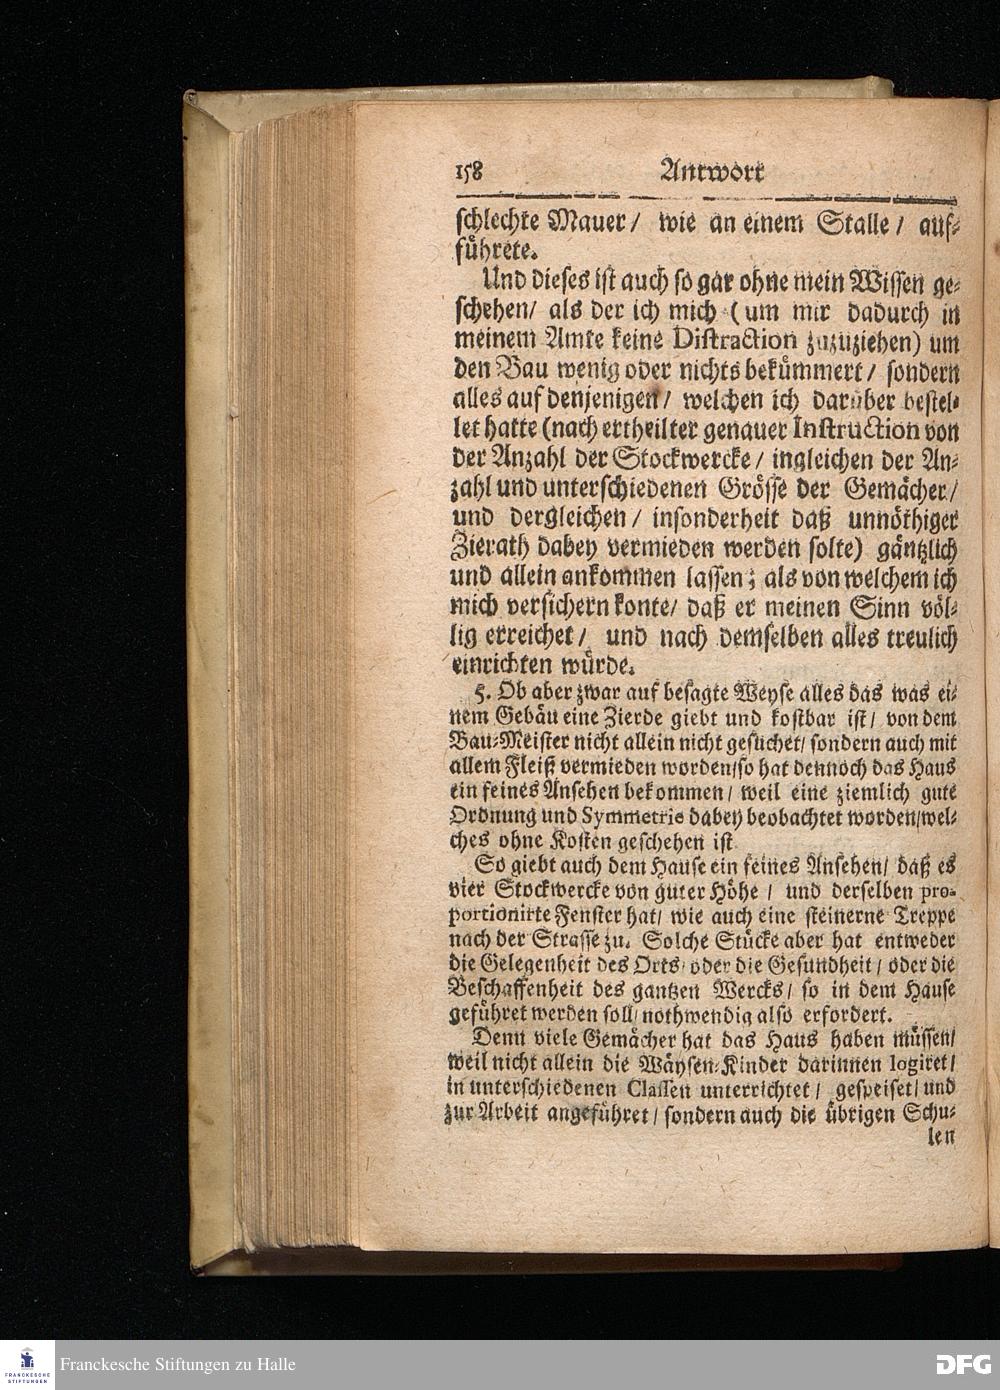 158 Antwort
schlechte Mauer/ wie an einem Stalle/ auf-
führete.
Und dieses ist auch so gar ohne mein Wissen ge-
schehen/ als der ich mich (um mir dadurch in
meinem Amte keine Distraction zuzuziehen) um
den Bau wenig oder nichts bekümmert/ sondern
alles auf denjenigen/ welchen ich darüber bestel-
let hatte (nach ertheilter genauer Instruction von
der Anzahl der Stockwercke/ ingleichen der An-
zahl und unterschiedenen Grösse der Gemächer/
und dergleichen/ insonderheit daß unnöthiger
Zierath dabey vermieden werden solte) gäntzlich
und allein ankommen lassen; als von welchem ich
mich versichern konte/ daß er meinen Sinn völ-
lig erreichet/ und nach demselben alles treulich
einrichten würde.
5. Ob aber zwar auf besagte Weyse alles das was ei-
nem Gebäu eine Zierde giebt und kostbar ist/ von dem
Bau-Meister nicht allein nicht gesuchet/ sondern auch mit
allem Fleiß vermieden worden/so hat dennoch das Haus
ein feines Ansehen bekommen/ weil eine ziemlich gute
Ordnung und Symmetrie dabey beobachtet worden/wel-
ches ohne Kosten geschehen ist
So giebt auch dem Hause ein feines Ansehen/ daß es
vier Stockwercke von guter Höhe/ und derselben pro-
portionirte Fenster hat/ wie auch eine steinerne Treppe
nach der Strasse zu. Solche Stücke aber hat entweder
die Gelegenheit des Orts/ oder die Gesundheit/ oder die
Beschaffenheit des gantzen Wercks/ so in dem Hause
geführet werden soll/ nothwendig also erfordert.
Denn viele Gemächer hat das Haus haben müssen/
weil nicht allein die Wäysen-Kinder darinnen logiret/
in unterschiedenen Classen unterrichtet/ gespeiset/ und
zur Arbeit angeführet/ sondern auch die übrigen Schu-
len
FRANCKESCHE
STIFTUNGEN
Franckesche Stiftungen zu Halle
DFG